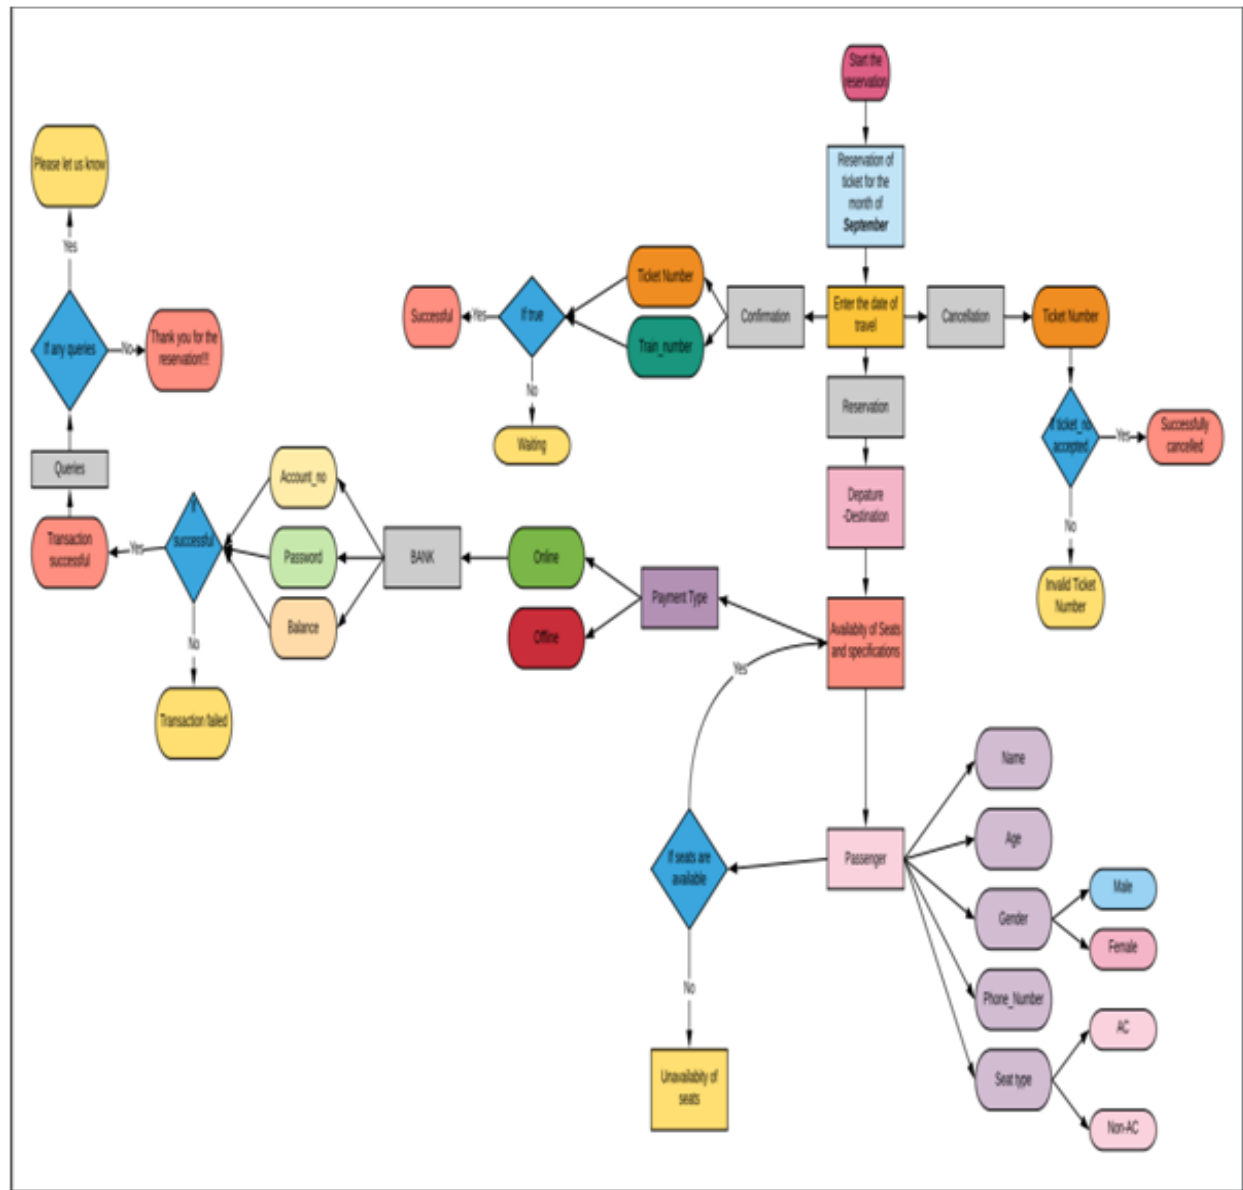 Start the
reservation
Reservation of
ticket for the
month of
September
Please let us know
Yes
If any queries
No
Thank you for the
reservation!!!
Queries
Transaction
successful
Successful
Yes
If true
No
Waiting
Ticket Number
Train_number
Confirmation
Enter the date of
travel
Cancellation
Ticket Number
If ticket_no
accepted
Yes
Successfully
cancelled
No
Invalid Ticket
Number
Reservation
Depature
-Destination
Availabity of Seats
and specifications
Payment Type
Online
Offline
BANK
Account_no
Password
Balance
If
successful
Yes
No
Transaction failed
Yes
If seats are
available
No
Unavailabity of
seats
Passenger
Name
Age
Gender
Male
Female
Phone_Number
Seat type
AC
Non-AC